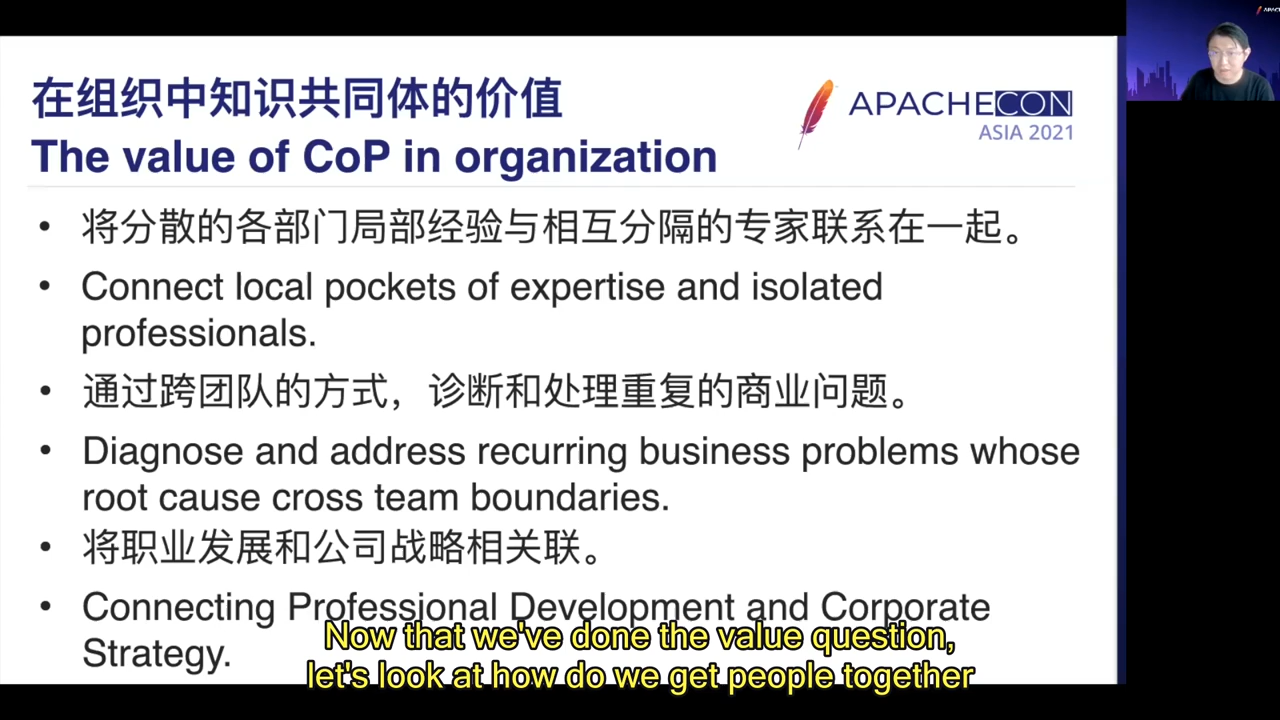 在组织中知识共同体的价值
The value of CoP in organization
APACHECON
ASIA 2021
• 将分散的各部门局部经验与相互分隔的专家联系在一起。
• Connect local pockets of expertise and isolated
professionals.
• 通过跨团队的方式，诊断和处理重复的商业问题。
• Diagnose and address recurring business problems whose
root cause cross team boundaries.
• 将职业发展和公司战略相关联。
• Connecting Professional Development and Corporate
Strategy.
Now that we've done the value question,
let's look at how do we get people together